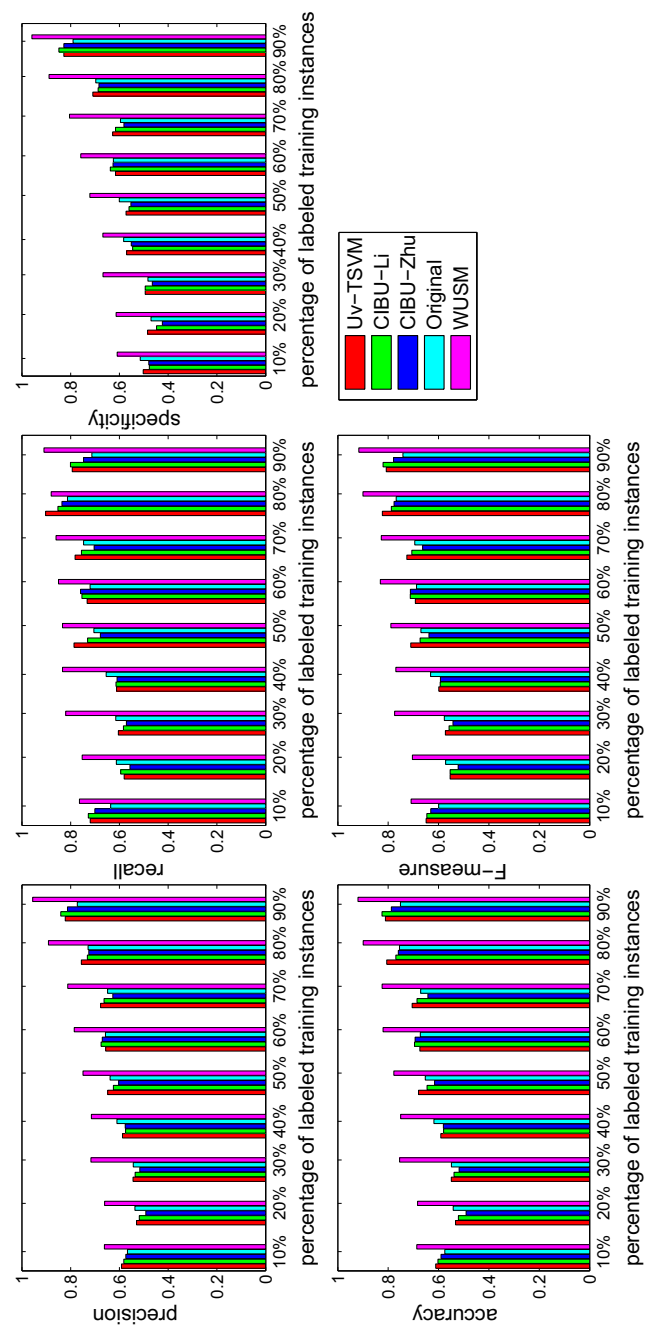 1
0.8
0.6
0.4
0.2
0
precision
10% 20% 30% 40% 50% 60% 70% 80% 90%
percentage of labeled training instances
1
0.8
0.6
0.4
0.2
0
recall
10% 20% 30% 40% 50% 60% 70% 80% 90%
percentage of labeled training instances
1
0.8
0.6
0.4
0.2
0
specificity
10% 20% 30% 40% 50% 60% 70% 80% 90%
percentage of labeled training instances
1
0.8
0.6
0.4
0.2
0
accuracy
10% 20% 30% 40% 50% 60% 70% 80% 90%
percentage of labeled training instances
1
0.8
0.6
0.4
0.2
0
F−measure
10% 20% 30% 40% 50% 60% 70% 80% 90%
percentage of labeled training instances
Uv−TSVM
CIBU−Li
CIBU−Zhu
Original
WUSM